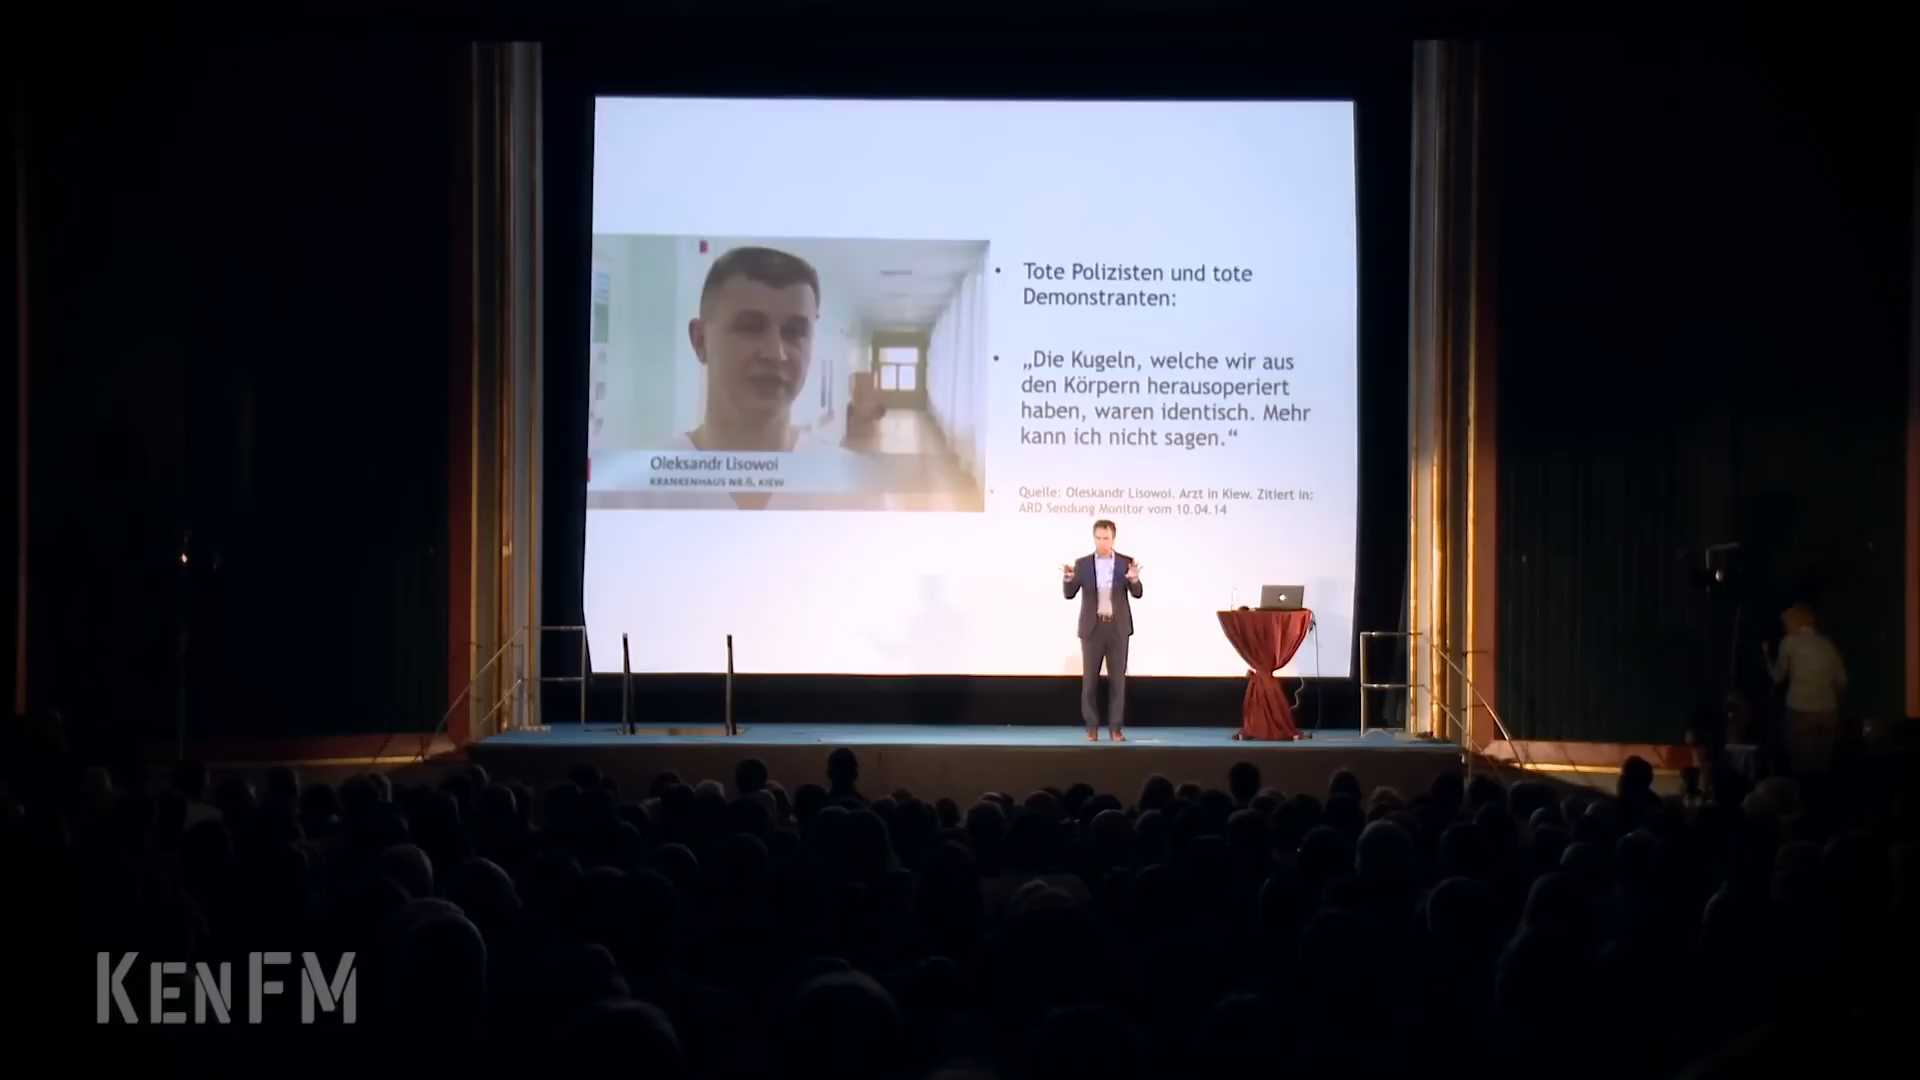 Tote Polizisten und tote
Demonstranten:
„Die Kugeln, welche wir aus
den Körpern herausoperiert
haben, waren identisch. Mehr
kann ich nicht sagen.“
Oleksandr Lisowoi
KRANKENHAUS NR.6, KIEW
Quelle: Oleskandr Lisowoi. Arzt in Kiew. Zitiert in:
ARD Sendung Monitor vom 10.04.14
KENFM